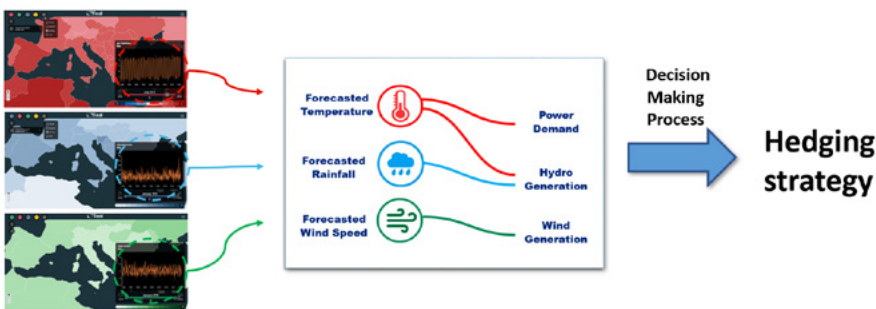 Forecasted
Temperature
Power
Demand
Forecasted
Rainfall
Hydro
Generation
Forecasted
Wind Speed
Wind
Generation
Decision
Making
Process
Hedging
strategy